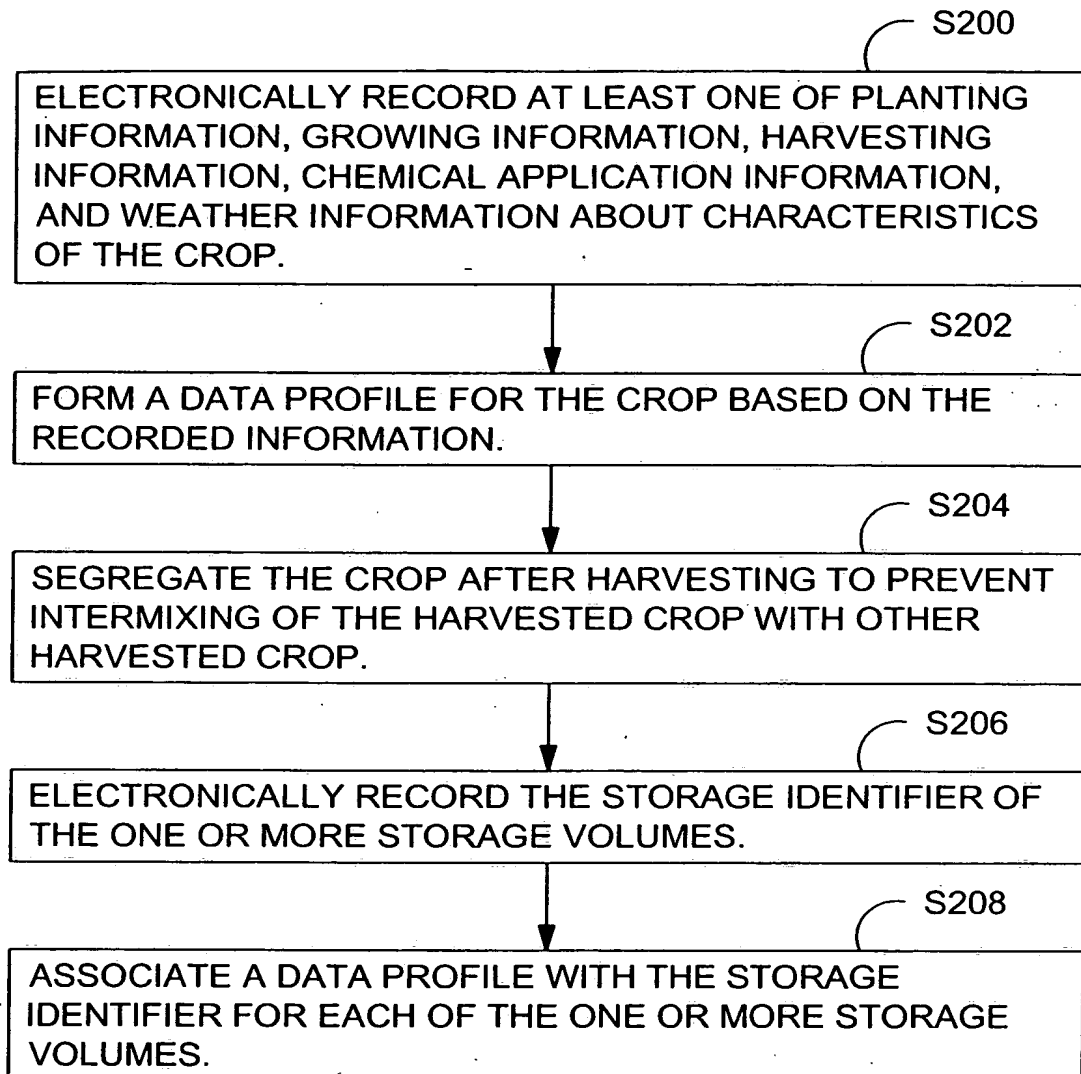 S200
ELECTRONICALLY RECORD AT LEAST ONE OF PLANTING
INFORMATION, GROWING INFORMATION, HARVESTING
INFORMATION, CHEMICAL APPLICATION INFORMATION,
AND WEATHER INFORMATION ABOUT CHARACTERISTICS
OF THE CROP.
S202
FORM A DATA PROFILE FOR THE CROP BASED ON THE
RECORDED INFORMATION.
S204
SEGREGATE THE CROP AFTER HARVESTING TO PREVENT
INTERMIXING OF THE HARVESTED CROP WITH OTHER
HARVESTED CROP.
S206
ELECTRONICALLY RECORD THE STORAGE IDENTIFIER OF
THE ONE OR MORE STORAGE VOLUMES.
S208
ASSOCIATE A DATA PROFILE WITH THE STORAGE
IDENTIFIER FOR EACH OF THE ONE OR MORE STORAGE
VOLUMES.